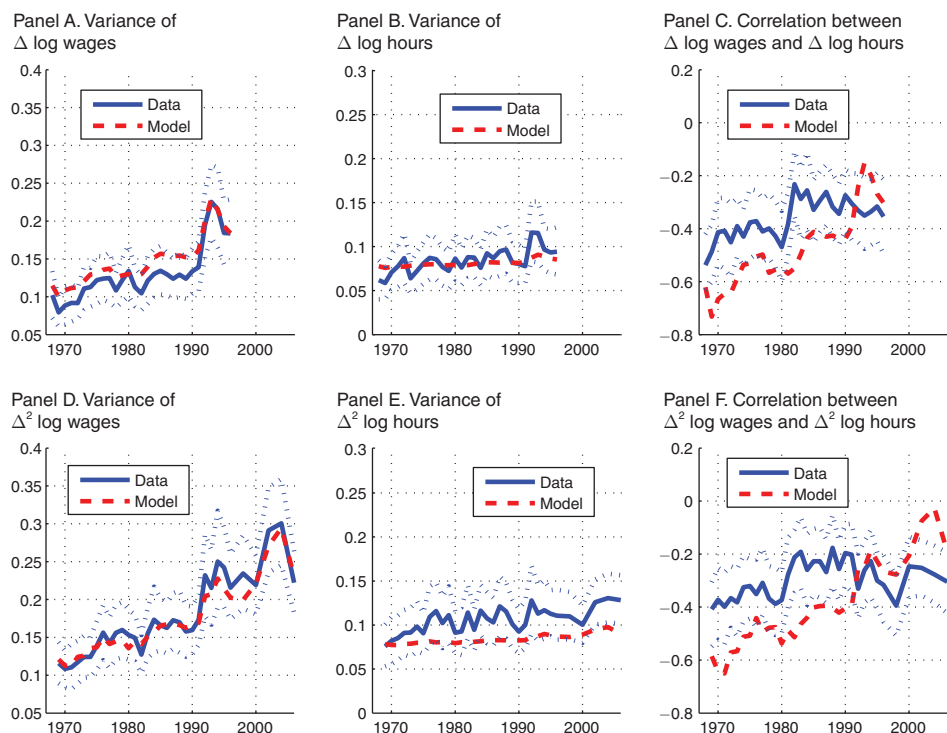 Panel A. Variance of
Δ log wages
0.4
0.35
0.3
0.25
0.2
0.15
0.1
0.05
1970
1980
1990
2000
Data
Model
Panel B. Variance of
Δ log hours
0.3
0.25
0.2
0.15
0.1
0.05
0
1970
1980
1990
2000
Data
Model
Panel C. Correlation between
Δ log wages and Δ log hours
0.2
0
−0.2
−0.4
−0.6
−0.8
1970
1980
1990
2000
Data
Model
Panel D. Variance of
Δ² log wages
0.4
0.35
0.3
0.25
0.2
0.15
0.1
0.05
1970
1980
1990
2000
Data
Model
Panel E. Variance of
Δ² log hours
0.3
0.25
0.2
0.15
0.1
0.05
0
1970
1980
1990
2000
Data
Model
Panel F. Correlation between
Δ² log wages and Δ² log hours
0.2
0
−0.2
−0.4
−0.6
−0.8
1970
1980
1990
2000
Data
Model